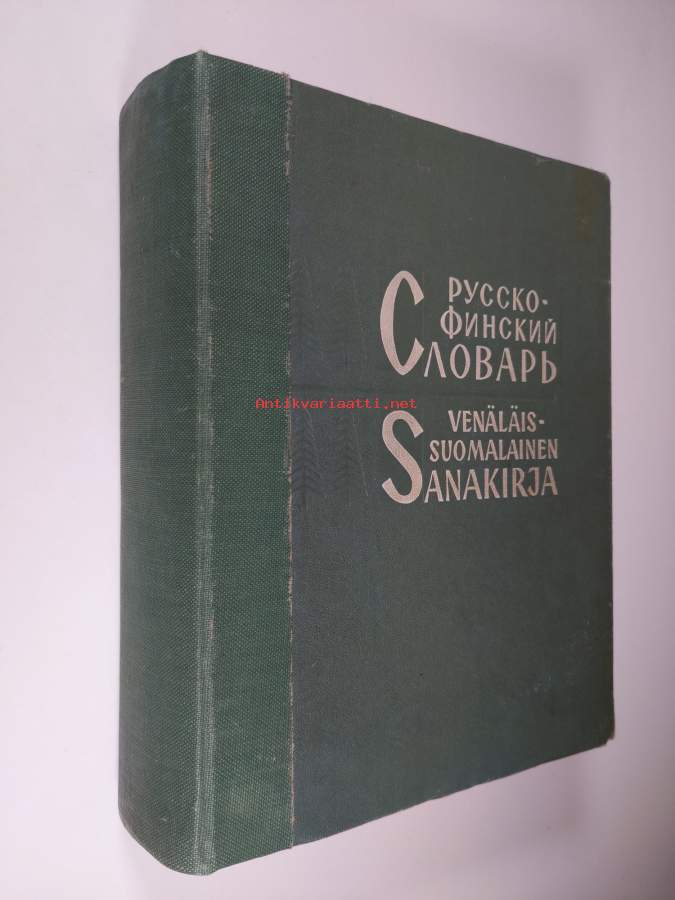 РУССКО-
ФИНСКИЙ
СЛОВАРЬ
Antikvariaatti.net
VENÄLÄIS-
SUOMALAINEN
SANAKIRJA